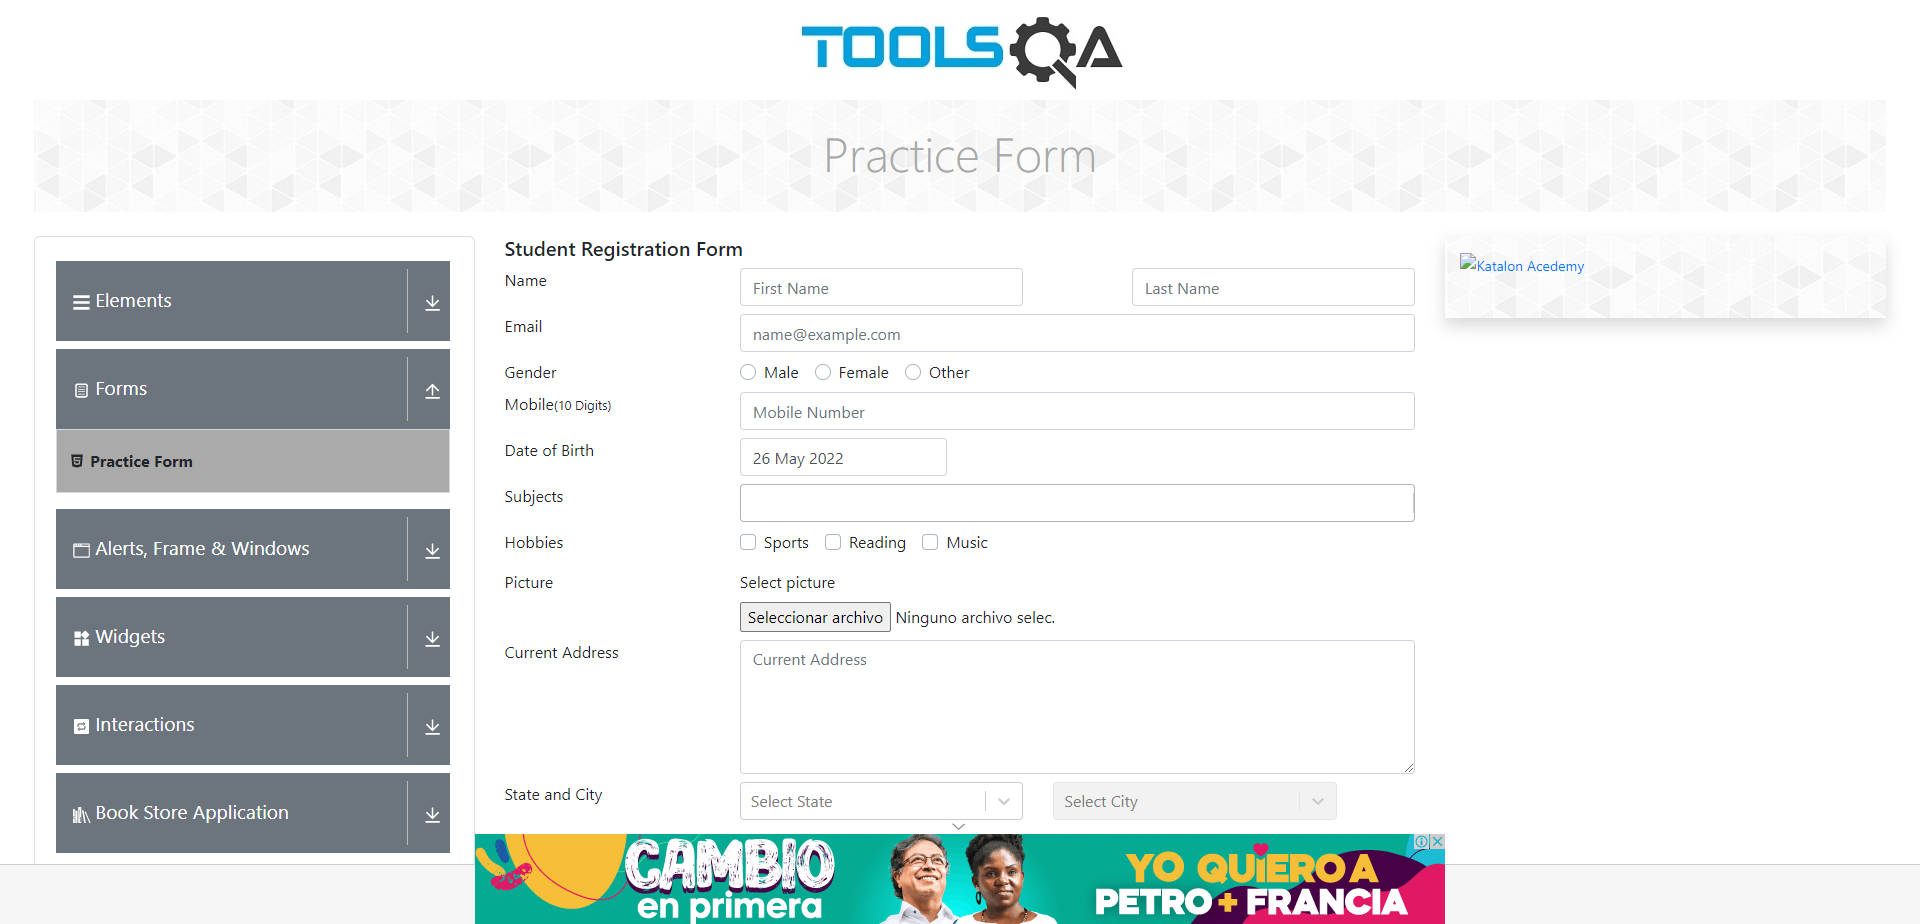 TOOLSQA
Practice Form
Elements
Forms
Practice Form
Alerts, Frame & Windows
Widgets
Interactions
Book Store Application
Student Registration Form
Name
First Name
Last Name
Email
name@example.com
Gender
Male
Female
Other
Mobile(10 Digits)
Mobile Number
Date of Birth
26 May 2022
Subjects
Hobbies
Sports
Reading
Music
Picture
Select picture
Seleccionar archivo
Ninguno archivo selec.
Current Address
Current Address
State and City
Select State
Select City
Katalon Acedemy
CAMBIO
en primera
YO QUIERO A
PETRO + FRANCIA